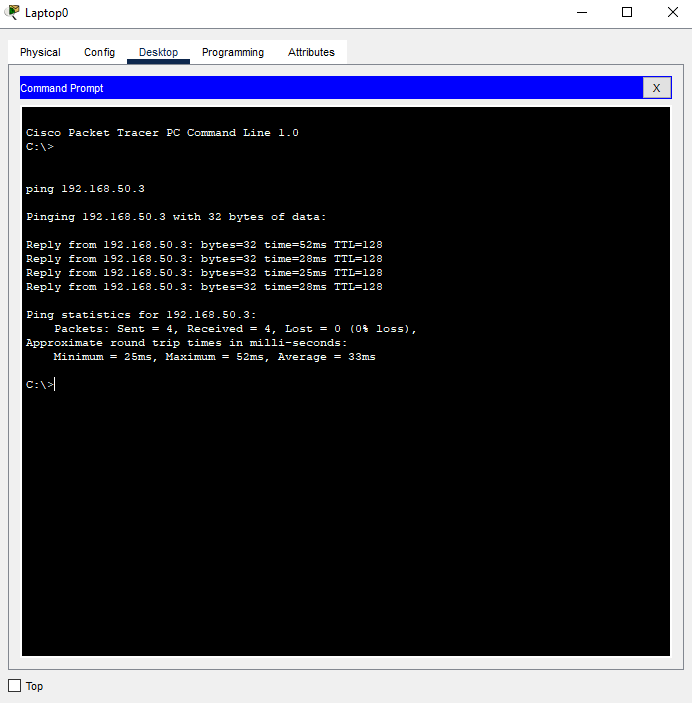 Laptop0
Physical Config Desktop Programming Attributes
Command Prompt
X
Cisco Packet Tracer PC Command Line 1.0
C:\>
ping 192.168.50.3
Pinging 192.168.50.3 with 32 bytes of data:
Reply from 192.168.50.3: bytes=32 time=52ms TTL=128
Reply from 192.168.50.3: bytes=32 time=28ms TTL=128
Reply from 192.168.50.3: bytes=32 time=25ms TTL=128
Reply from 192.168.50.3: bytes=32 time=28ms TTL=128
Ping statistics for 192.168.50.3:
Packets: Sent = 4, Received = 4, Lost = 0 (0% loss),
Approximate round trip times in milli-seconds:
Minimum = 25ms, Maximum = 52ms, Average = 33ms
C:\>
Top